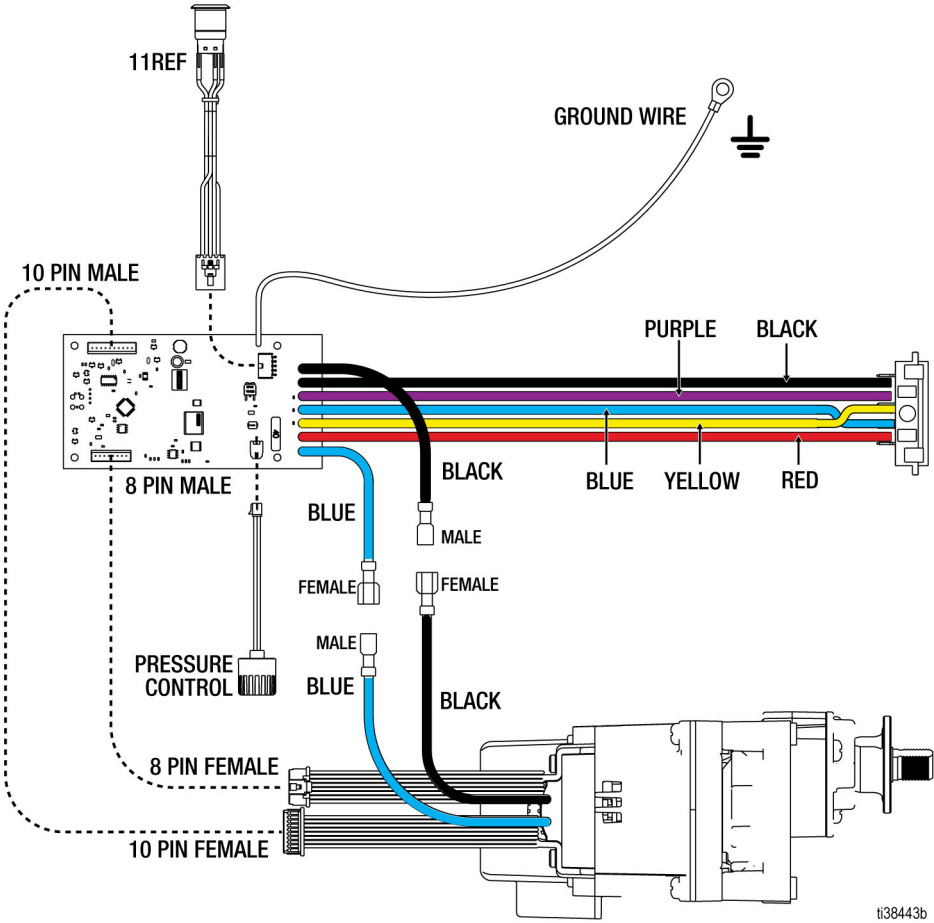 11REF
GROUND WIRE
10 PIN MALE
PURPLE
BLACK
BLACK
8 PIN MALE
BLUE
YELLOW
RED
BLUE
MALE
FEMALE
FEMALE
MALE
PRESSURE
CONTROL
BLUE
BLACK
8 PIN FEMALE
10 PIN FEMALE
ti38443b